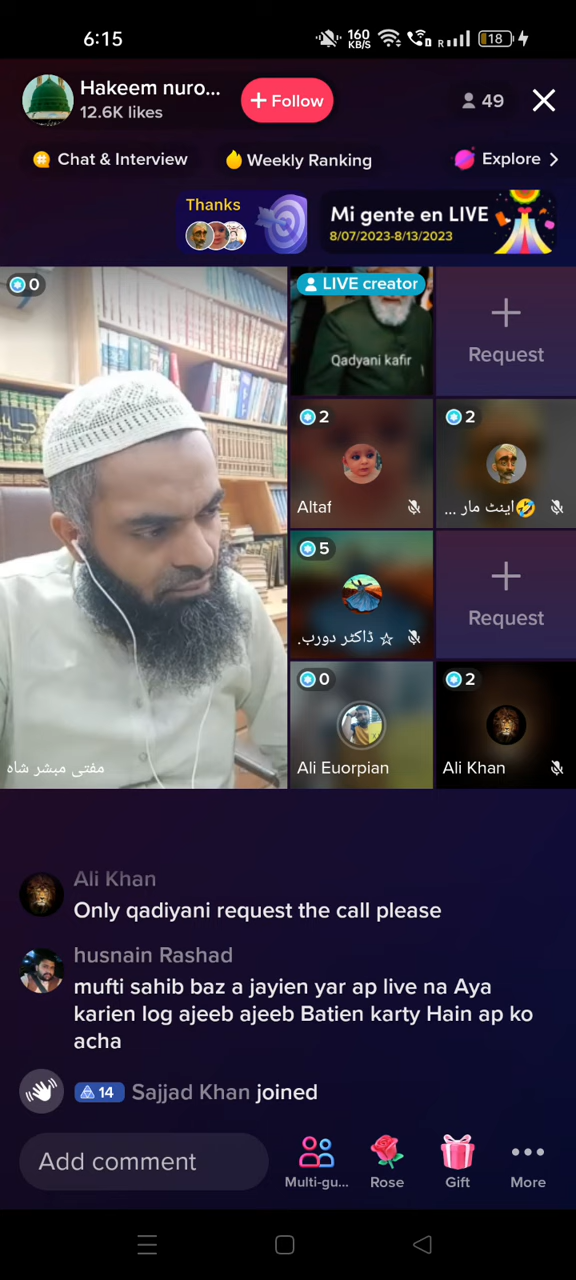 6:15
160
KB/S
R
18
Hakeem nuro...
12.6K likes
+ Follow
49
Chat & Interview
Weekly Ranking
Explore
Thanks
Mi gente en LIVE
8/07/2023-8/13/2023
0
LIVE creator
Qadyani kafir
Request
2
Altaf
2
اینٹ مار ...
5
☆ ڈاکٹر دورب.
Request
مفتی مبشر شاہ
0
Ali Euorpian
2
Ali Khan
Ali Khan
Only qadiyani request the call please
husnain Rashad
mufti sahib baz a jayien yar ap live na Aya
karien log ajeeb ajeeb Batien karty Hain ap ko
acha
14 Sajjad Khan joined
Add comment
Multi-gu...
Rose
Gift
More